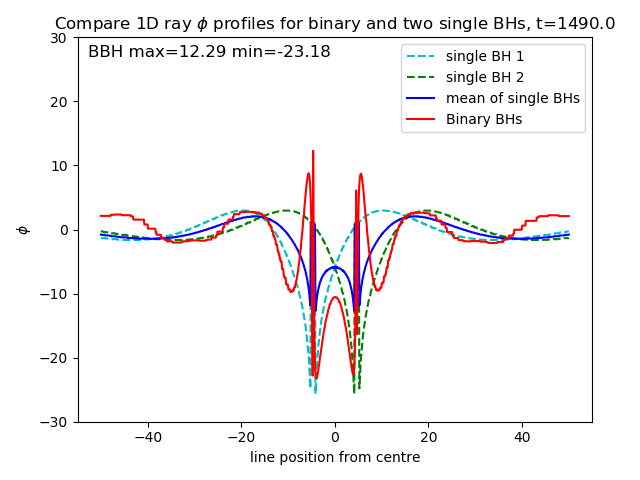 Compare 1D ray ϕ profiles for binary and two single BHs, t=1490.0
BBH max=12.29 min=-23.18
single BH 1
single BH 2
mean of single BHs
Binary BHs
30
20
10
0
−10
−20
−30
ϕ
−40
−20
0
20
40
line position from centre